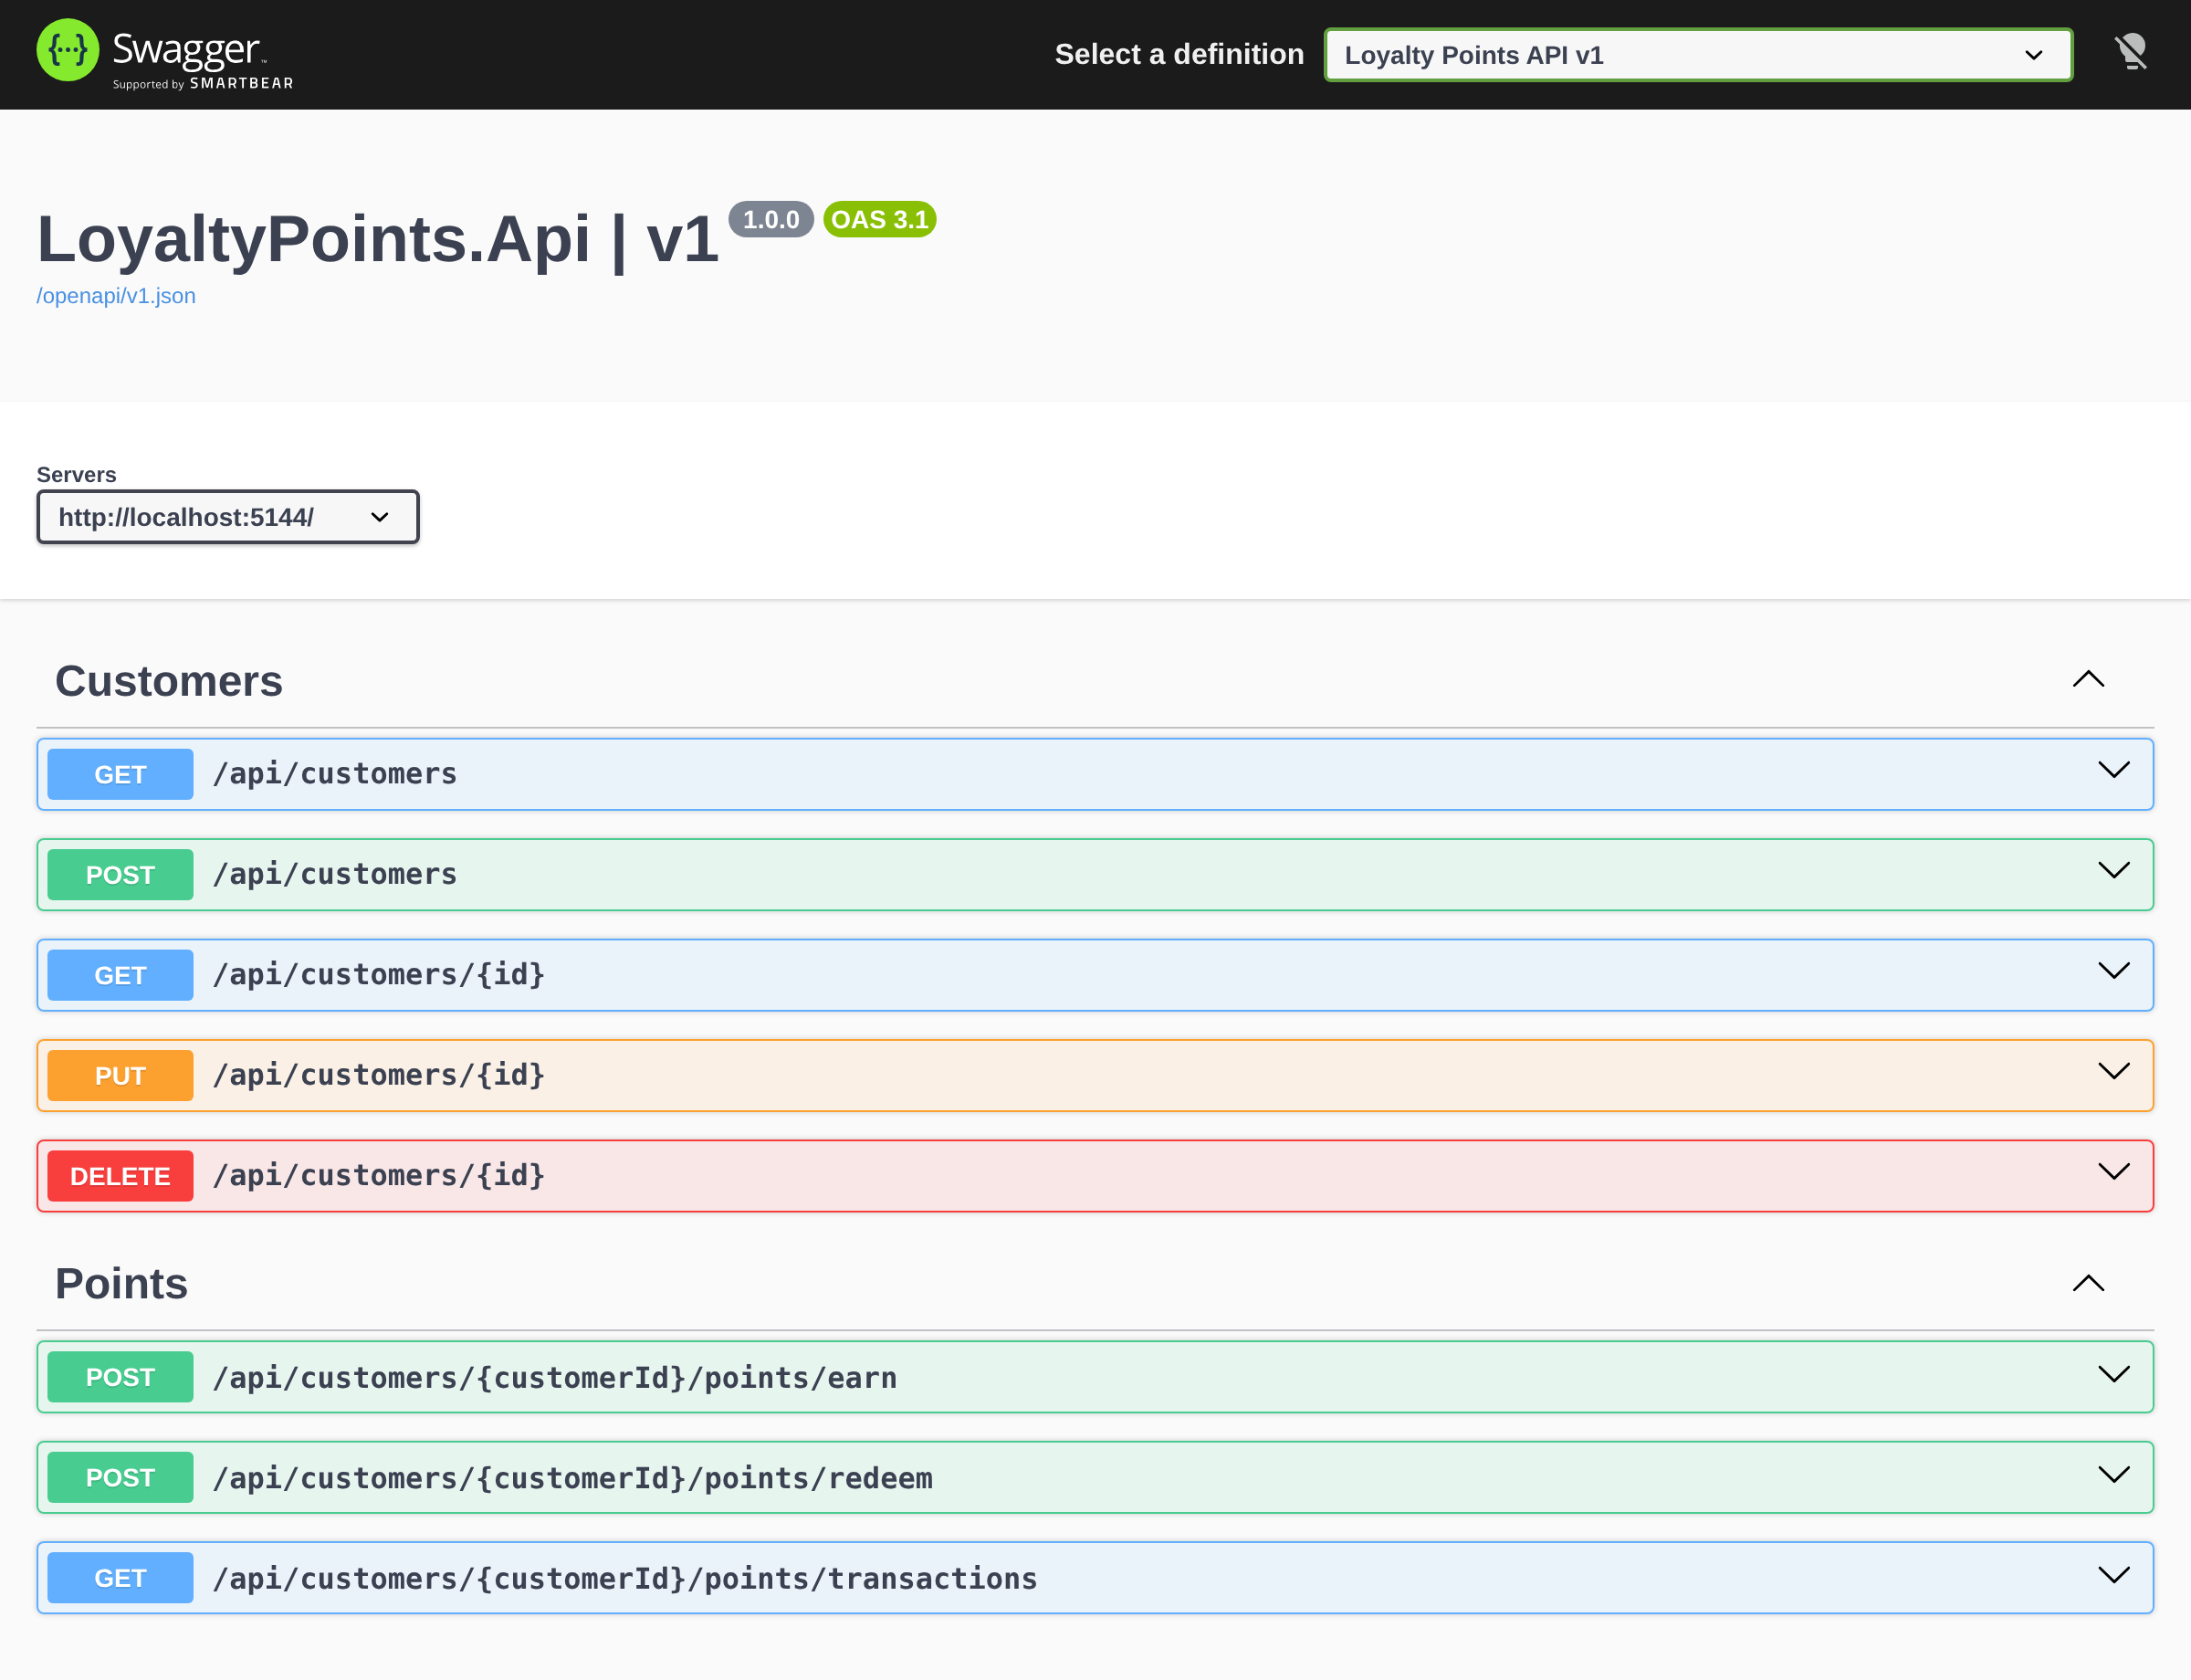 Swagger™
Supported by SMARTBEAR
Select a definition
Loyalty Points API v1
LoyaltyPoints.Api | v1 1.0.0 OAS 3.1
/openapi/v1.json
Servers
http://localhost:5144/
Customers
GET /api/customers
POST /api/customers
GET /api/customers/{id}
PUT /api/customers/{id}
DELETE /api/customers/{id}
Points
POST /api/customers/{customerId}/points/earn
POST /api/customers/{customerId}/points/redeem
GET /api/customers/{customerId}/points/transactions